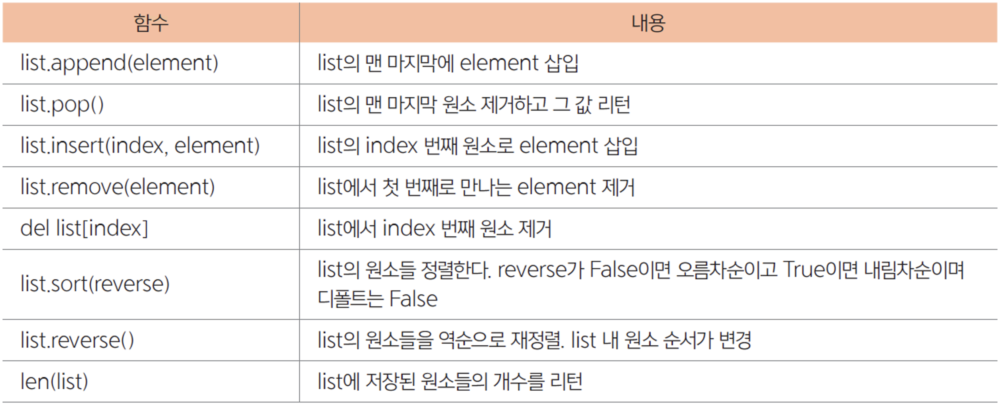 함수 내용
list.append(element) list의 맨 마지막에 element 삽입
list.pop() list의 맨 마지막 원소 제거하고 그 값 리턴
list.insert(index, element) list의 index 번째 원소로 element 삽입
list.remove(element) list에서 첫 번째로 만나는 element 제거
del list[index] list에서 index 번째 원소 제거
list.sort(reverse) list의 원소들 정렬한다. reverse가 False이면 오름차순이고 True이면 내림차순이며
디폴트는 False
list.reverse() list의 원소들을 역순으로 재정렬. list 내 원소 순서가 변경
len(list) list에 저장된 원소들의 개수를 리턴